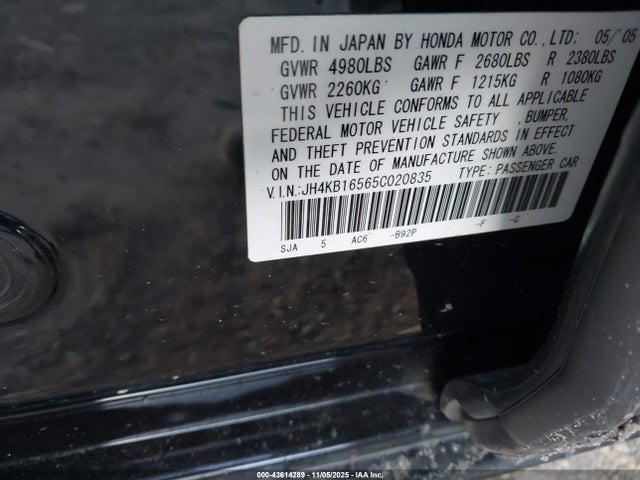 MFD. IN JAPAN BY HONDA MOTOR CO., LTD: 05/'05
GVWR 4980LBS GAWR F 2680LBS R 2380LBS
GVWR 2260KG GAWR F 1215KG R 1080KG
THIS VEHICLE CONFORMS TO ALL APPLICABLE
FEDERAL MOTOR VEHICLE SAFETY , BUMPER,
AND THEFT PREVENTION STANDARDS IN EFFECT
ON THE DATE OF MANUFACTURE SHOWN ABOVE.
V.I.N:JH4KB16565C020835 TYPE: PASSENGER CAR
SJA 5 AC6 -B92P -F -G
000-43614289 - 11/05/2025 - IAA Inc.